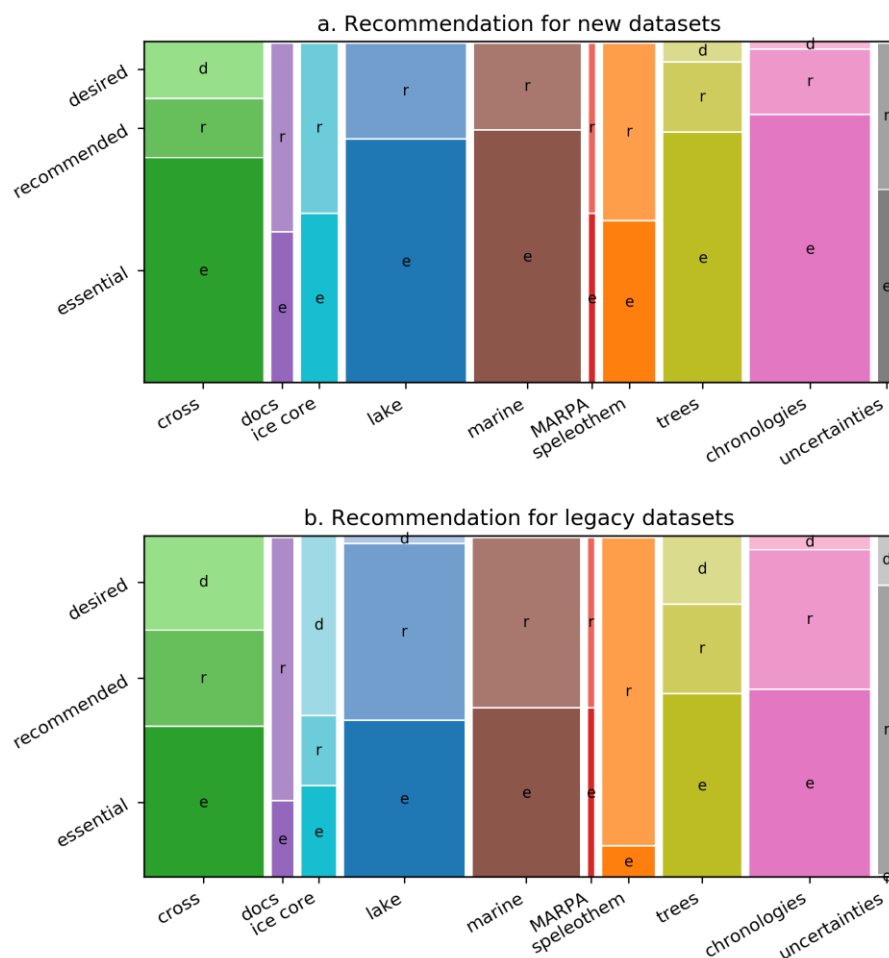 a. Recommendation for new datasets
desired
recommended
essential
d r e
r e
r e
r e
r e
r e
r e
d r e
d r e
r e
cross
docs
ice core
lake
marine
MARPA
speleothem
trees
chronologies
uncertainties
b. Recommendation for legacy datasets
desired
recommended
essential
d r e
r e
d r e
d r e
r e
r e
r e
d r e
d r e
d r e
cross
docs
ice core
lake
marine
MARPA
speleothem
trees
chronologies
uncertainties